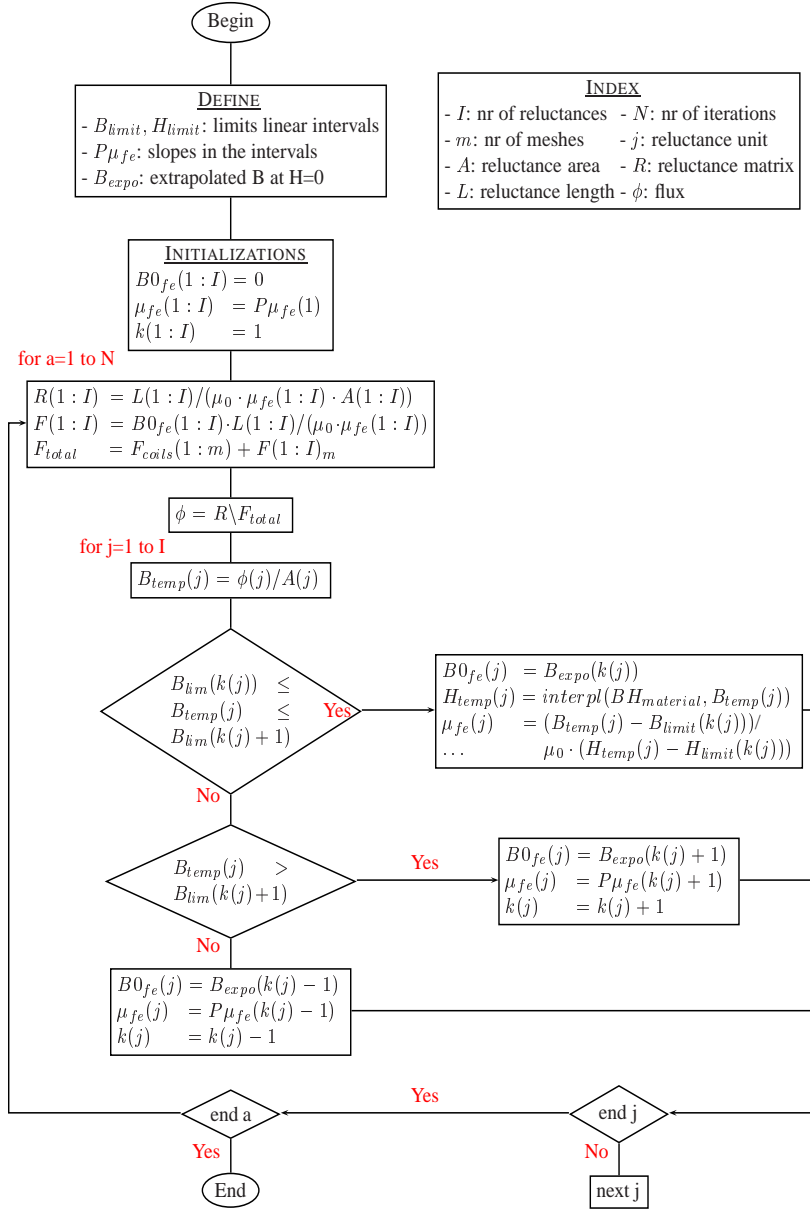 Begin
DEFINE
- B_limit, H_limit: limits linear intervals
- Pμ_fe: slopes in the intervals
- B_expo: extrapolated B at H=0
INDEX
- I: nr of reluctances - N: nr of iterations
- m: nr of meshes - j: reluctance unit
- A: reluctance area - R: reluctance matrix
- L: reluctance length - ϕ: flux
INITIALIZATIONS
B0_fe(1 : I) = 0
μ_fe(1 : I) = Pμ_fe(1)
k(1 : I) = 1
for a=1 to N
R(1 : I) = L(1 : I)/(μ_0 · μ_fe(1 : I) · A(1 : I))
F(1 : I) = B0_fe(1 : I)·L(1 : I)/(μ_0·μ_fe(1 : I))
F_total = F_coils(1 : m) + F(1 : I)_m
ϕ = R\F_total
for j=1 to I
B_temp(j) = ϕ(j)/A(j)
B_lim(k(j)) ≤
B_temp(j) ≤
B_lim(k(j)+1)
Yes
B0_fe(j) = B_expo(k(j))
H_temp(j) = interpl(BH_material, B_temp(j))
μ_fe(j) = (B_temp(j) − B_limit(k(j)))/
... μ_0 · (H_temp(j) − H_limit(k(j)))
No
B_temp(j) >
B_lim(k(j)+1)
Yes
B0_fe(j) = B_expo(k(j) + 1)
μ_fe(j) = Pμ_fe(k(j) + 1)
k(j) = k(j) + 1
No
B0_fe(j) = B_expo(k(j) − 1)
μ_fe(j) = Pμ_fe(k(j) − 1)
k(j) = k(j) − 1
end a
Yes
end j
Yes
No
End
next j